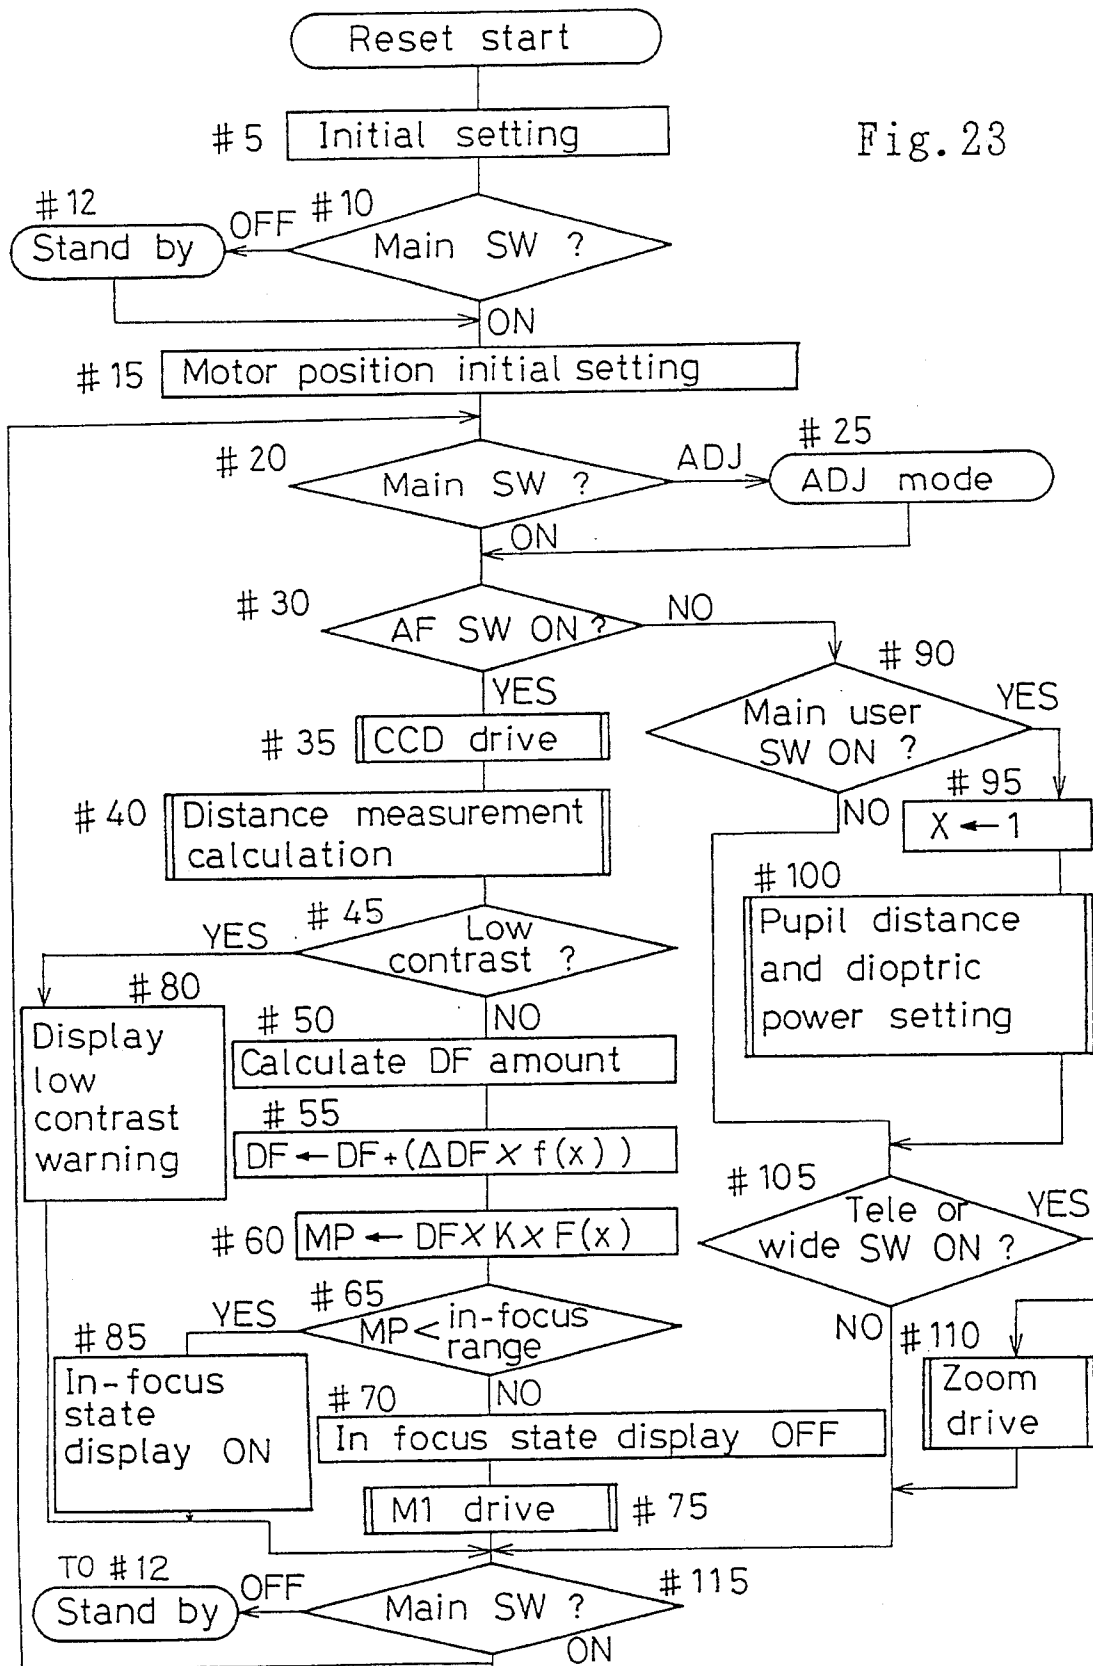 Reset start
#5 Initial setting
Fig. 23
#12
OFF #10
Stand by
Main SW ?
ON
#15 Motor position initial setting
#20
Main SW ?
ADJ
#25
ADJ mode
ON
#30
AF SW ON?
NO
YES
#90
Main user
SW ON ?
YES
NO
#35 CCD drive
#95
X ← 1
#40 Distance measurement
calculation
#100
Pupil distance
and dioptric
power setting
#45
Low
contrast ?
YES
NO
#80
Display
low
contrast
warning
#50
Calculate DF amount
#55
DF ← DF + (ΔDF × f(x))
#60 MP ← DF × K × F(x)
#105
Tele or
wide SW ON ?
YES
NO
#110
Zoom
drive
#65
MP < in-focus
range
YES
NO
#85
In-focus
state
display ON
#70
In focus state display OFF
M1 drive #75
TO #12
Stand by
OFF
Main SW ?
#115
ON